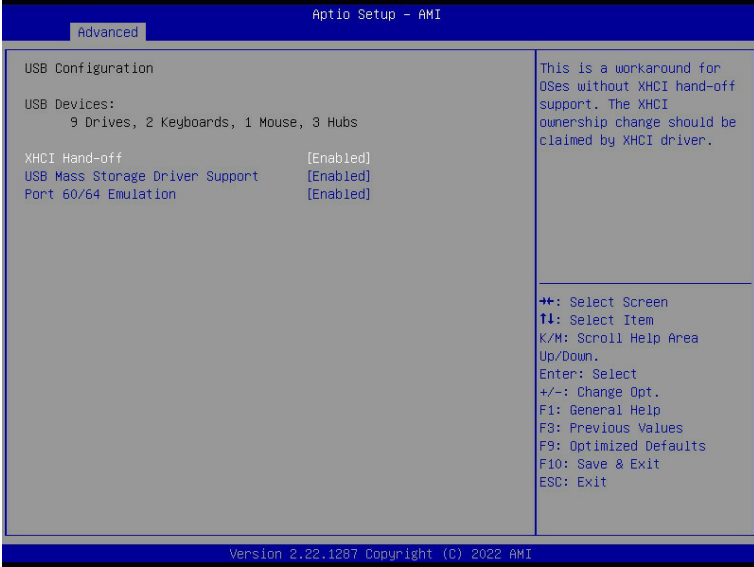 Aptio Setup – AMI
Advanced
USB Configuration
USB Devices:
9 Drives, 2 Keyboards, 1 Mouse, 3 Hubs
XHCI Hand-off [Enabled]
USB Mass Storage Driver Support [Enabled]
Port 60/64 Emulation [Enabled]
This is a workaround for
OSes without XHCI hand-off
support. The XHCI
ownership change should be
claimed by XHCI driver.
→←: Select Screen
↑↓: Select Item
K/M: Scroll Help Area
Up/Down.
Enter: Select
+/-: Change Opt.
F1: General Help
F3: Previous Values
F9: Optimized Defaults
F10: Save & Exit
ESC: Exit
Version 2.22.1287 Copyright (C) 2022 AMI